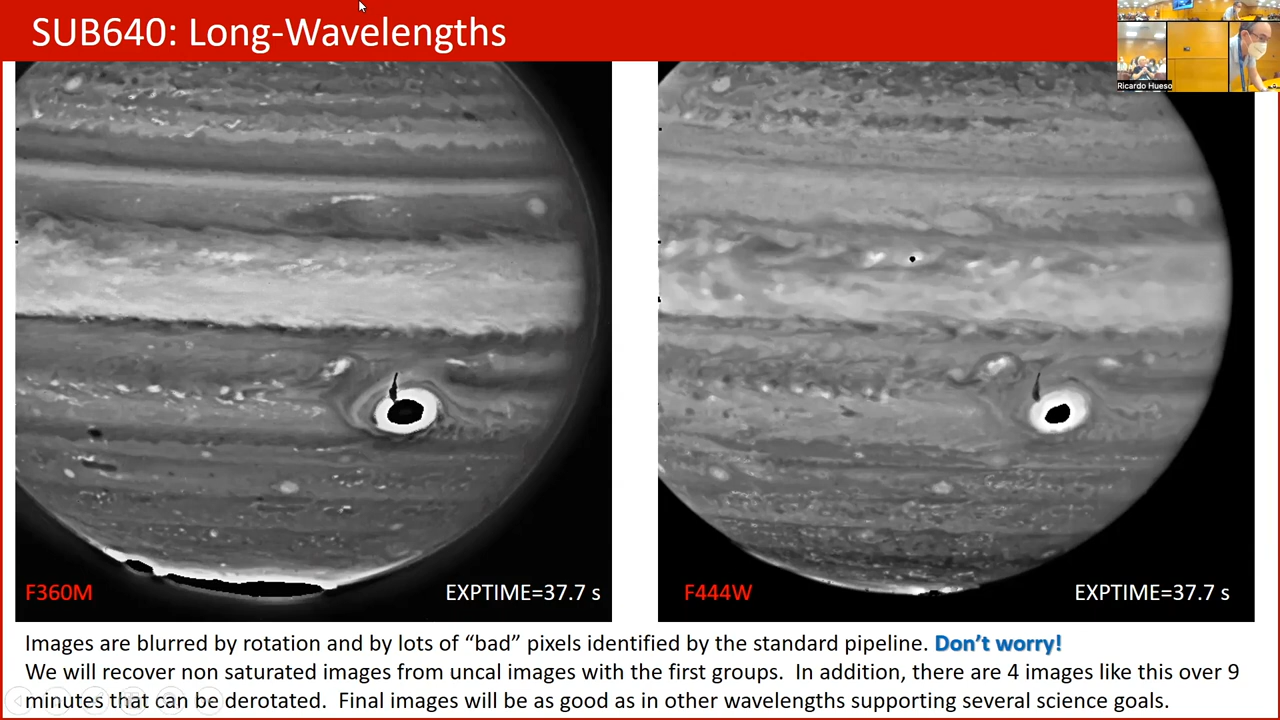 SUB640: Long-Wavelengths
Ricardo Hueso
F360M
EXPTIME=37.7 s
F444W
EXPTIME=37.7 s
Images are blurred by rotation and by lots of “bad” pixels identified by the standard pipeline. Don’t worry!
We will recover non saturated images from uncal images with the first groups.  In addition, there are 4 images like this over 9
minutes that can be derotated.  Final images will be as good as in other wavelengths supporting several science goals.